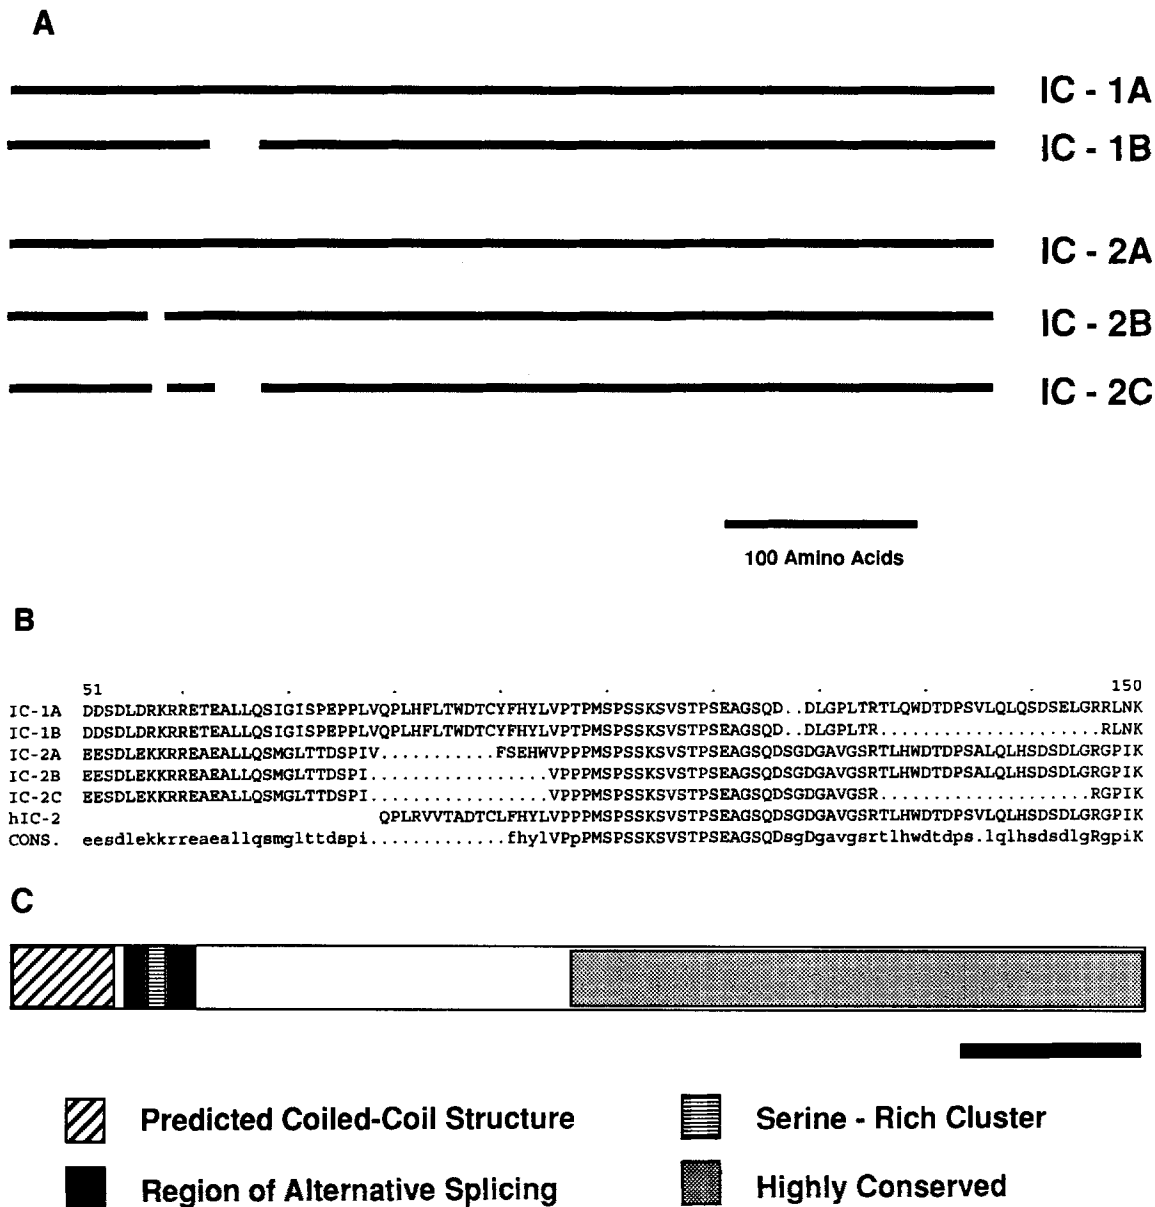 A
IC - 1A
IC - 1B
IC - 2A
IC - 2B
IC - 2C
100 Amino Acids
B
51 . . . . . . . . . 150
IC-1A DDSDLDRKRRETEALLQSIGISPEPPLVQPLHFLTWDTCYFHYLVPTPMSPSSKSVSTPSEAGSQD..DLGPLTRTLQWDTDPSVLQLQSDSELGRRLNK
IC-1B DDSDLDRKRRETEALLQSIGISPEPPLVQPLHFLTWDTCYFHYLVPTPMSPSSKSVSTPSEAGSQD..DLGPLTR.....................RLNK
IC-2A EESDLEKKRREAEALLQSMGLTTDSPIV...........FSEHWVPPPMSPSSKSVSTPSEAGSQDSGDGAVGSRTLHWDTDPSALQLHSDSDLGRGPIK
IC-2B EESDLEKKRREAEALLQSMGLTTDSPI.................VPPPMSPSSKSVSTPSEAGSQDSGDGAVGSRTLHWDTDPSALQLHSDSDLGRGPIK
IC-2C EESDLEKKRREAEALLQSMGLTTDSPI.................VPPPMSPSSKSVSTPSEAGSQDSGDGAVGSR....................RGPIK
hIC-2 QPLRVVTADTCLFHYLVPPPMSPSSKSVSTPSEAGSQDSGDGAVGSRTLHWDTDPSALQLHSDSDLGRGPIK
CONS. eesdlekkrreaeallqsmglttdspi.............fhylVPpPMSPSSKSVSTPSEAGSQDsgDgavgsrtlhwdtdps.lqlhsdsdlgRgpiK
C
Predicted Coiled-Coil Structure
Serine - Rich Cluster
Region of Alternative Splicing
Highly Conserved